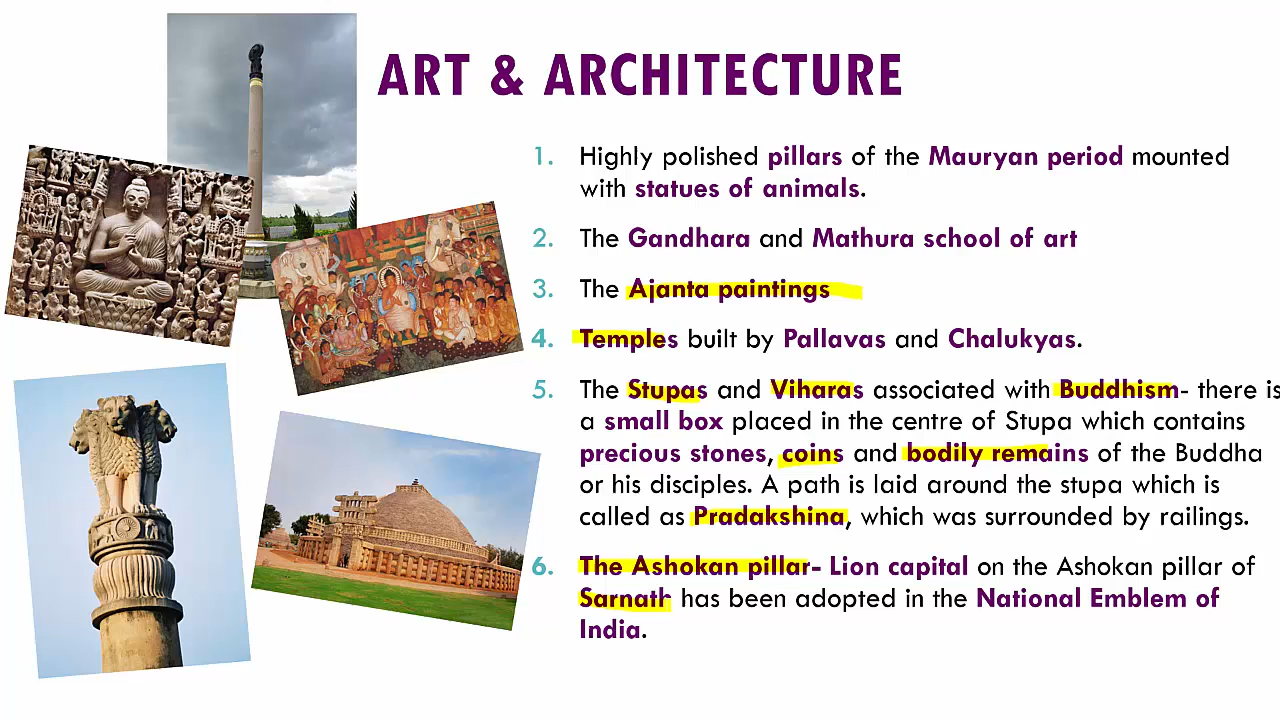 ART & ARCHITECTURE
1. Highly polished pillars of the Mauryan period mounted
with statues of animals.
2. The Gandhara and Mathura school of art
3. The Ajanta paintings
4. Temples built by Pallavas and Chalukyas.
5. The Stupas and Viharas associated with Buddhism- there is
a small box placed in the centre of Stupa which contains
precious stones, coins and bodily remains of the Buddha
or his disciples. A path is laid around the stupa which is
called as Pradakshina, which was surrounded by railings.
6. The Ashokan pillar- Lion capital on the Ashokan pillar of
Sarnath has been adopted in the National Emblem of
India.